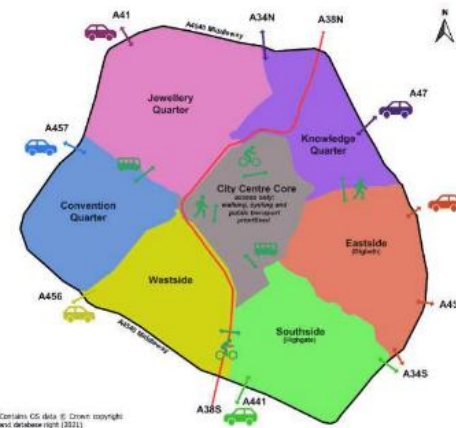 A41
A4540 Middleway
A34N
A38N
N
Jewellery
Quarter
A47
A457
Knowledge
Quarter
City Centre Core
access only:
walking, cycling and
public transport
prioritised
Convention
Quarter
Eastside
(Digbeth)
Westside
A45
A456
Southside
(Highgate)
A4540 Middleway
A34S
A38S
A441
Contains OS data © Crown copyright
and database right (2021)